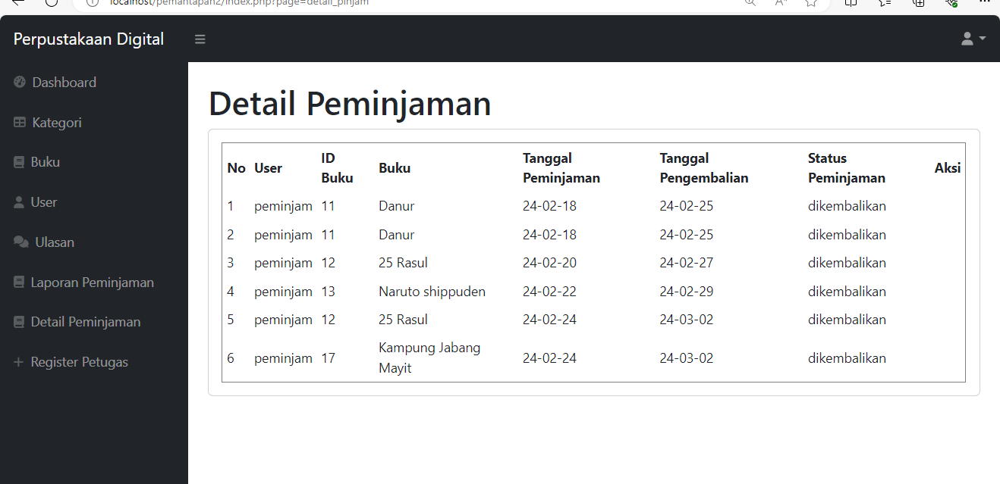 localhost/pemantapan2/index.php?page=detail_pinjam
Perpustakaan Digital
Dashboard
Kategori
Buku
User
Ulasan
Laporan Peminjaman
Detail Peminjaman
Register Petugas
Detail Peminjaman
No User ID Buku Buku Tanggal Peminjaman Tanggal Pengembalian Status Peminjaman Aksi
1 peminjam 11 Danur 24-02-18 24-02-25 dikembalikan
2 peminjam 11 Danur 24-02-18 24-02-25 dikembalikan
3 peminjam 12 25 Rasul 24-02-20 24-02-27 dikembalikan
4 peminjam 13 Naruto shippuden 24-02-22 24-02-29 dikembalikan
5 peminjam 12 25 Rasul 24-02-24 24-03-02 dikembalikan
6 peminjam 17 Kampung Jabang Mayit 24-02-24 24-03-02 dikembalikan